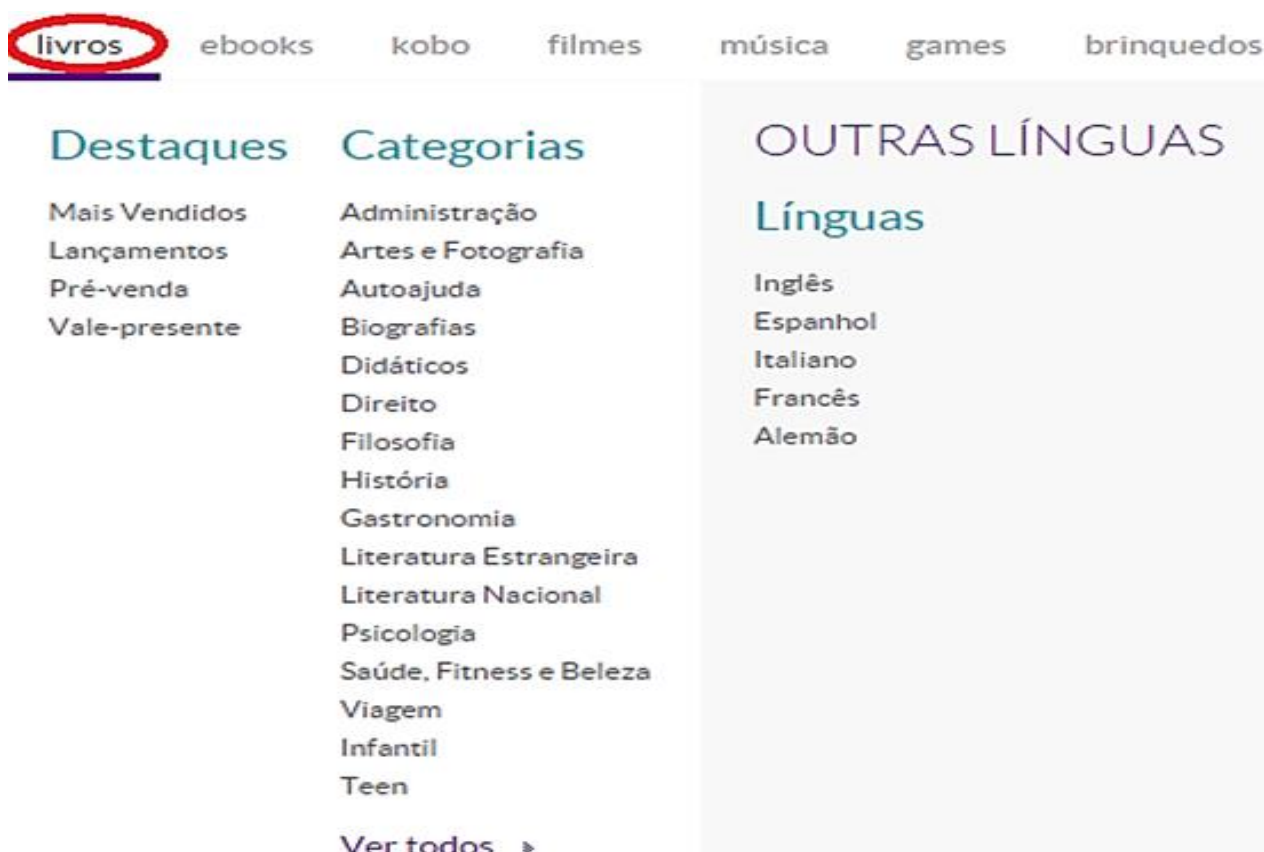 livros ebooks kobo filmes música games brinquedos
Destaques
Mais Vendidos
Lançamentos
Pré-venda
Vale-presente
Categorias
Administração
Artes e Fotografia
Autoajuda
Biografias
Didáticos
Direito
Filosofia
História
Gastronomia
Literatura Estrangeira
Literatura Nacional
Psicologia
Saúde, Fitness e Beleza
Viagem
Infantil
Teen
Ver todos
OUTRAS LÍNGUAS
Línguas
Inglês
Espanhol
Italiano
Francês
Alemão